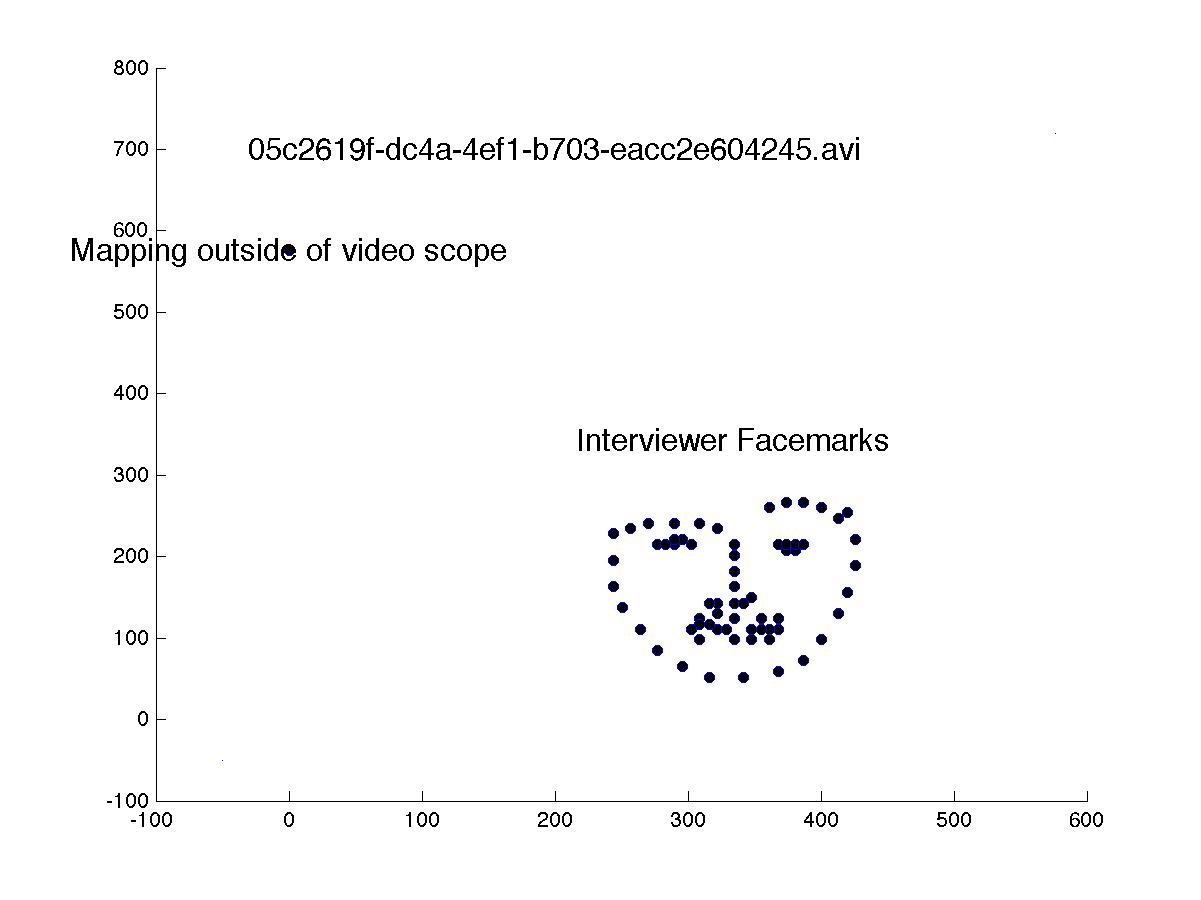 800
700
05c2619f-dc4a-4ef1-b703-eacc2e604245.avi
600
Mapping outside of video scope
500
400
Interviewer Facemarks
300
200
100
0
-100
-100 0 100 200 300 400 500 600